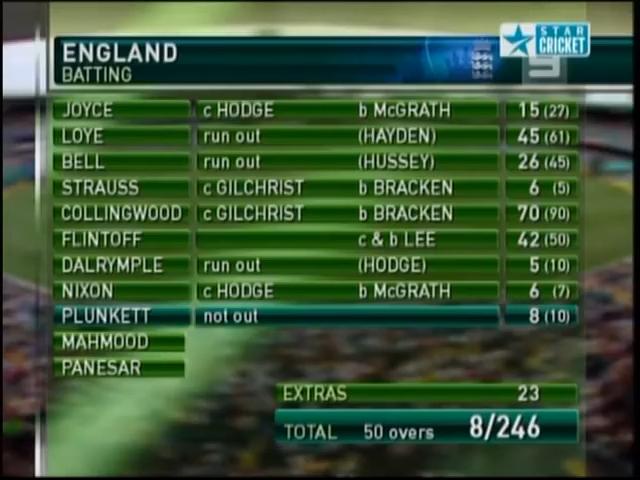 STAR CRICKET
ENGLAND
BATTING
9
JOYCE c HODGE b McGRATH 15 (27)
LOYE run out (HAYDEN) 45 (61)
BELL run out (HUSSEY) 26 (45)
STRAUSS c GILCHRIST b BRACKEN 6 (5)
COLLINGWOOD c GILCHRIST b BRACKEN 70 (90)
FLINTOFF c & b LEE 42 (50)
DALRYMPLE run out (HODGE) 5 (10)
NIXON c HODGE b McGRATH 6 (7)
PLUNKETT not out 8 (10)
MAHMOOD
PANESAR
EXTRAS 23
TOTAL 50 overs 8/246